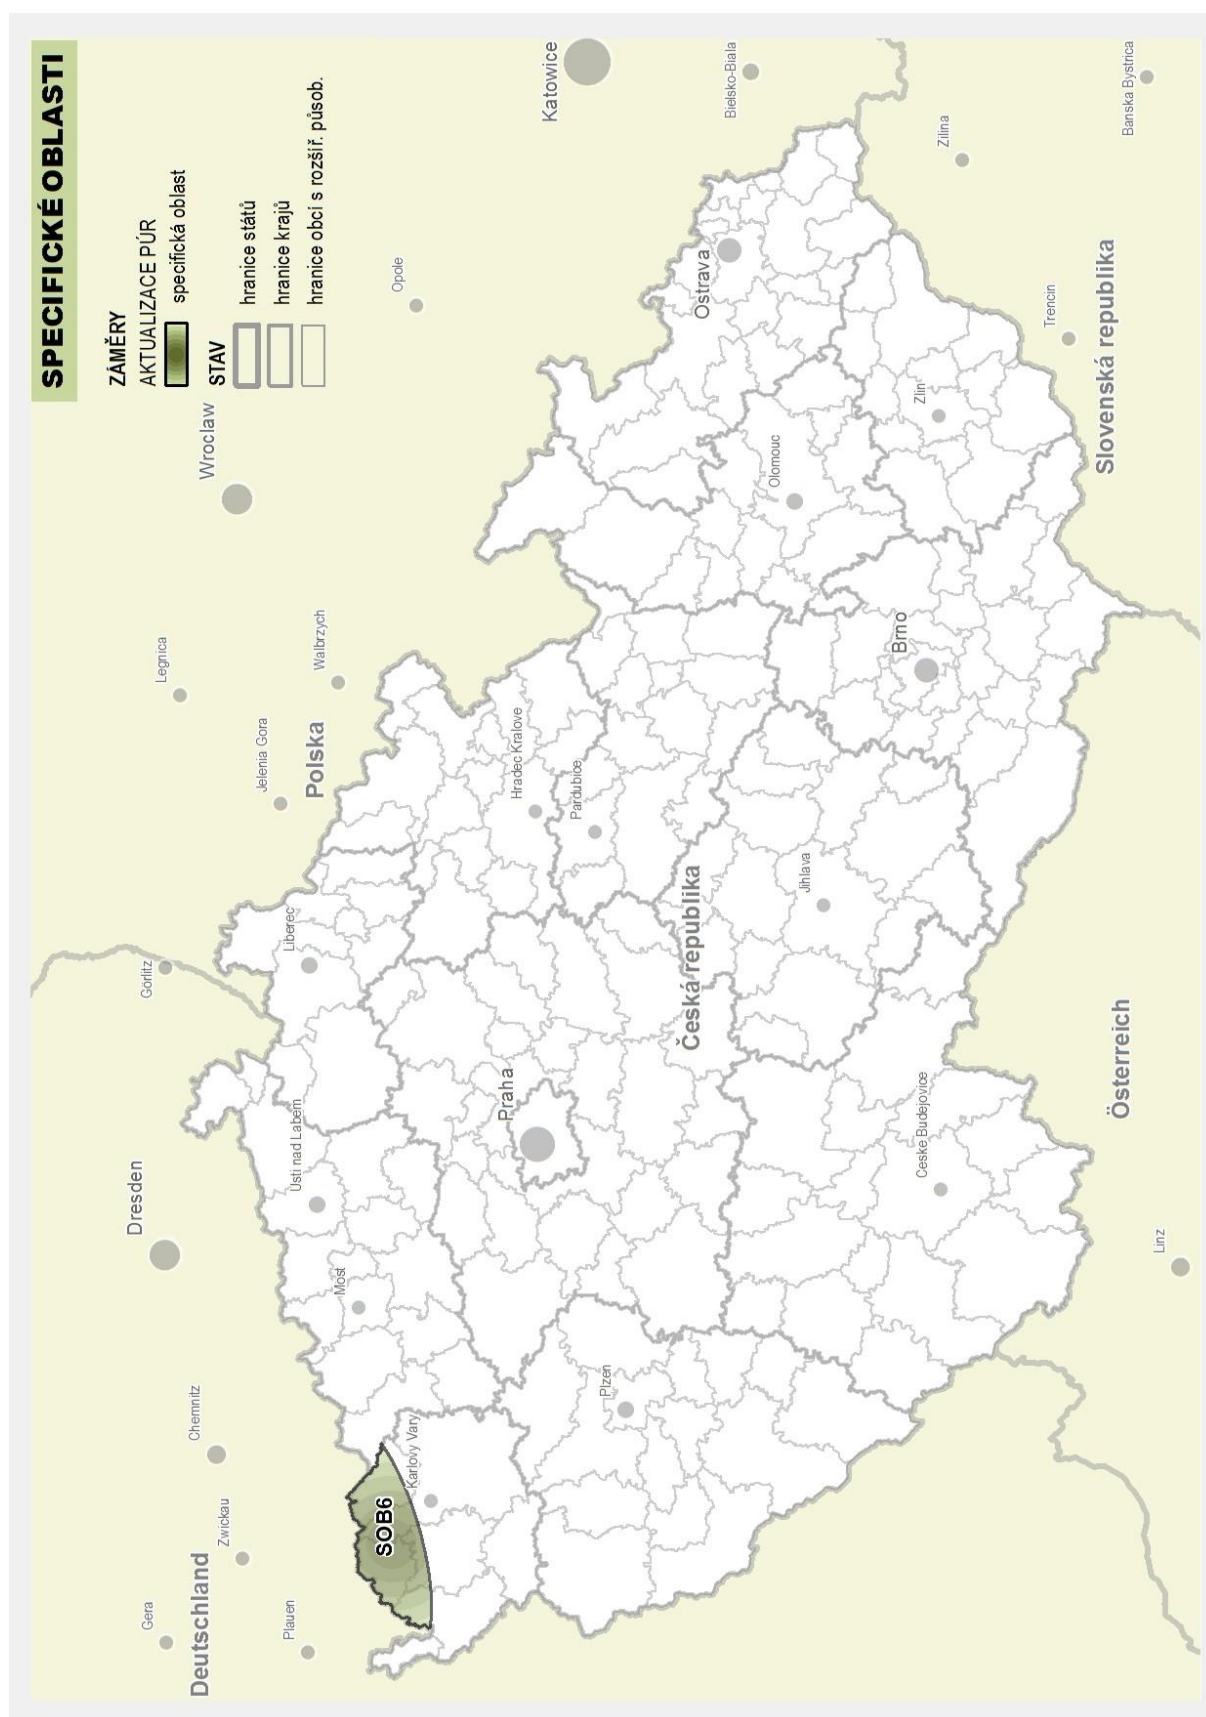 SPECIFICKÉ OBLASTI
ZÁMĚRY
AKTUALIZACE PÚR
specifická oblast
STAV
hranice států
hranice krajů
hranice obcí s rozšíř. působ.
Görlitz
Legnica
Wroclaw
Dresden
Jelenia Gora
Polska
Walbrzych
Opole
Gera
Chemnitz
Zwickau
Deutschland
Plauen
Liberec
Usti nad Labem
Most
SOB6
Karlovy Vary
Hradec Kralove
Katowice
Praha
Pardubice
Plzen
Ostrava
Bielsko-Biala
Česká republika
Olomouc
Jihlava
Brno
Zlin
Zilina
Ceske Budejovice
Trencin
Slovenská republika
Österreich
Banska Bystrica
Linz